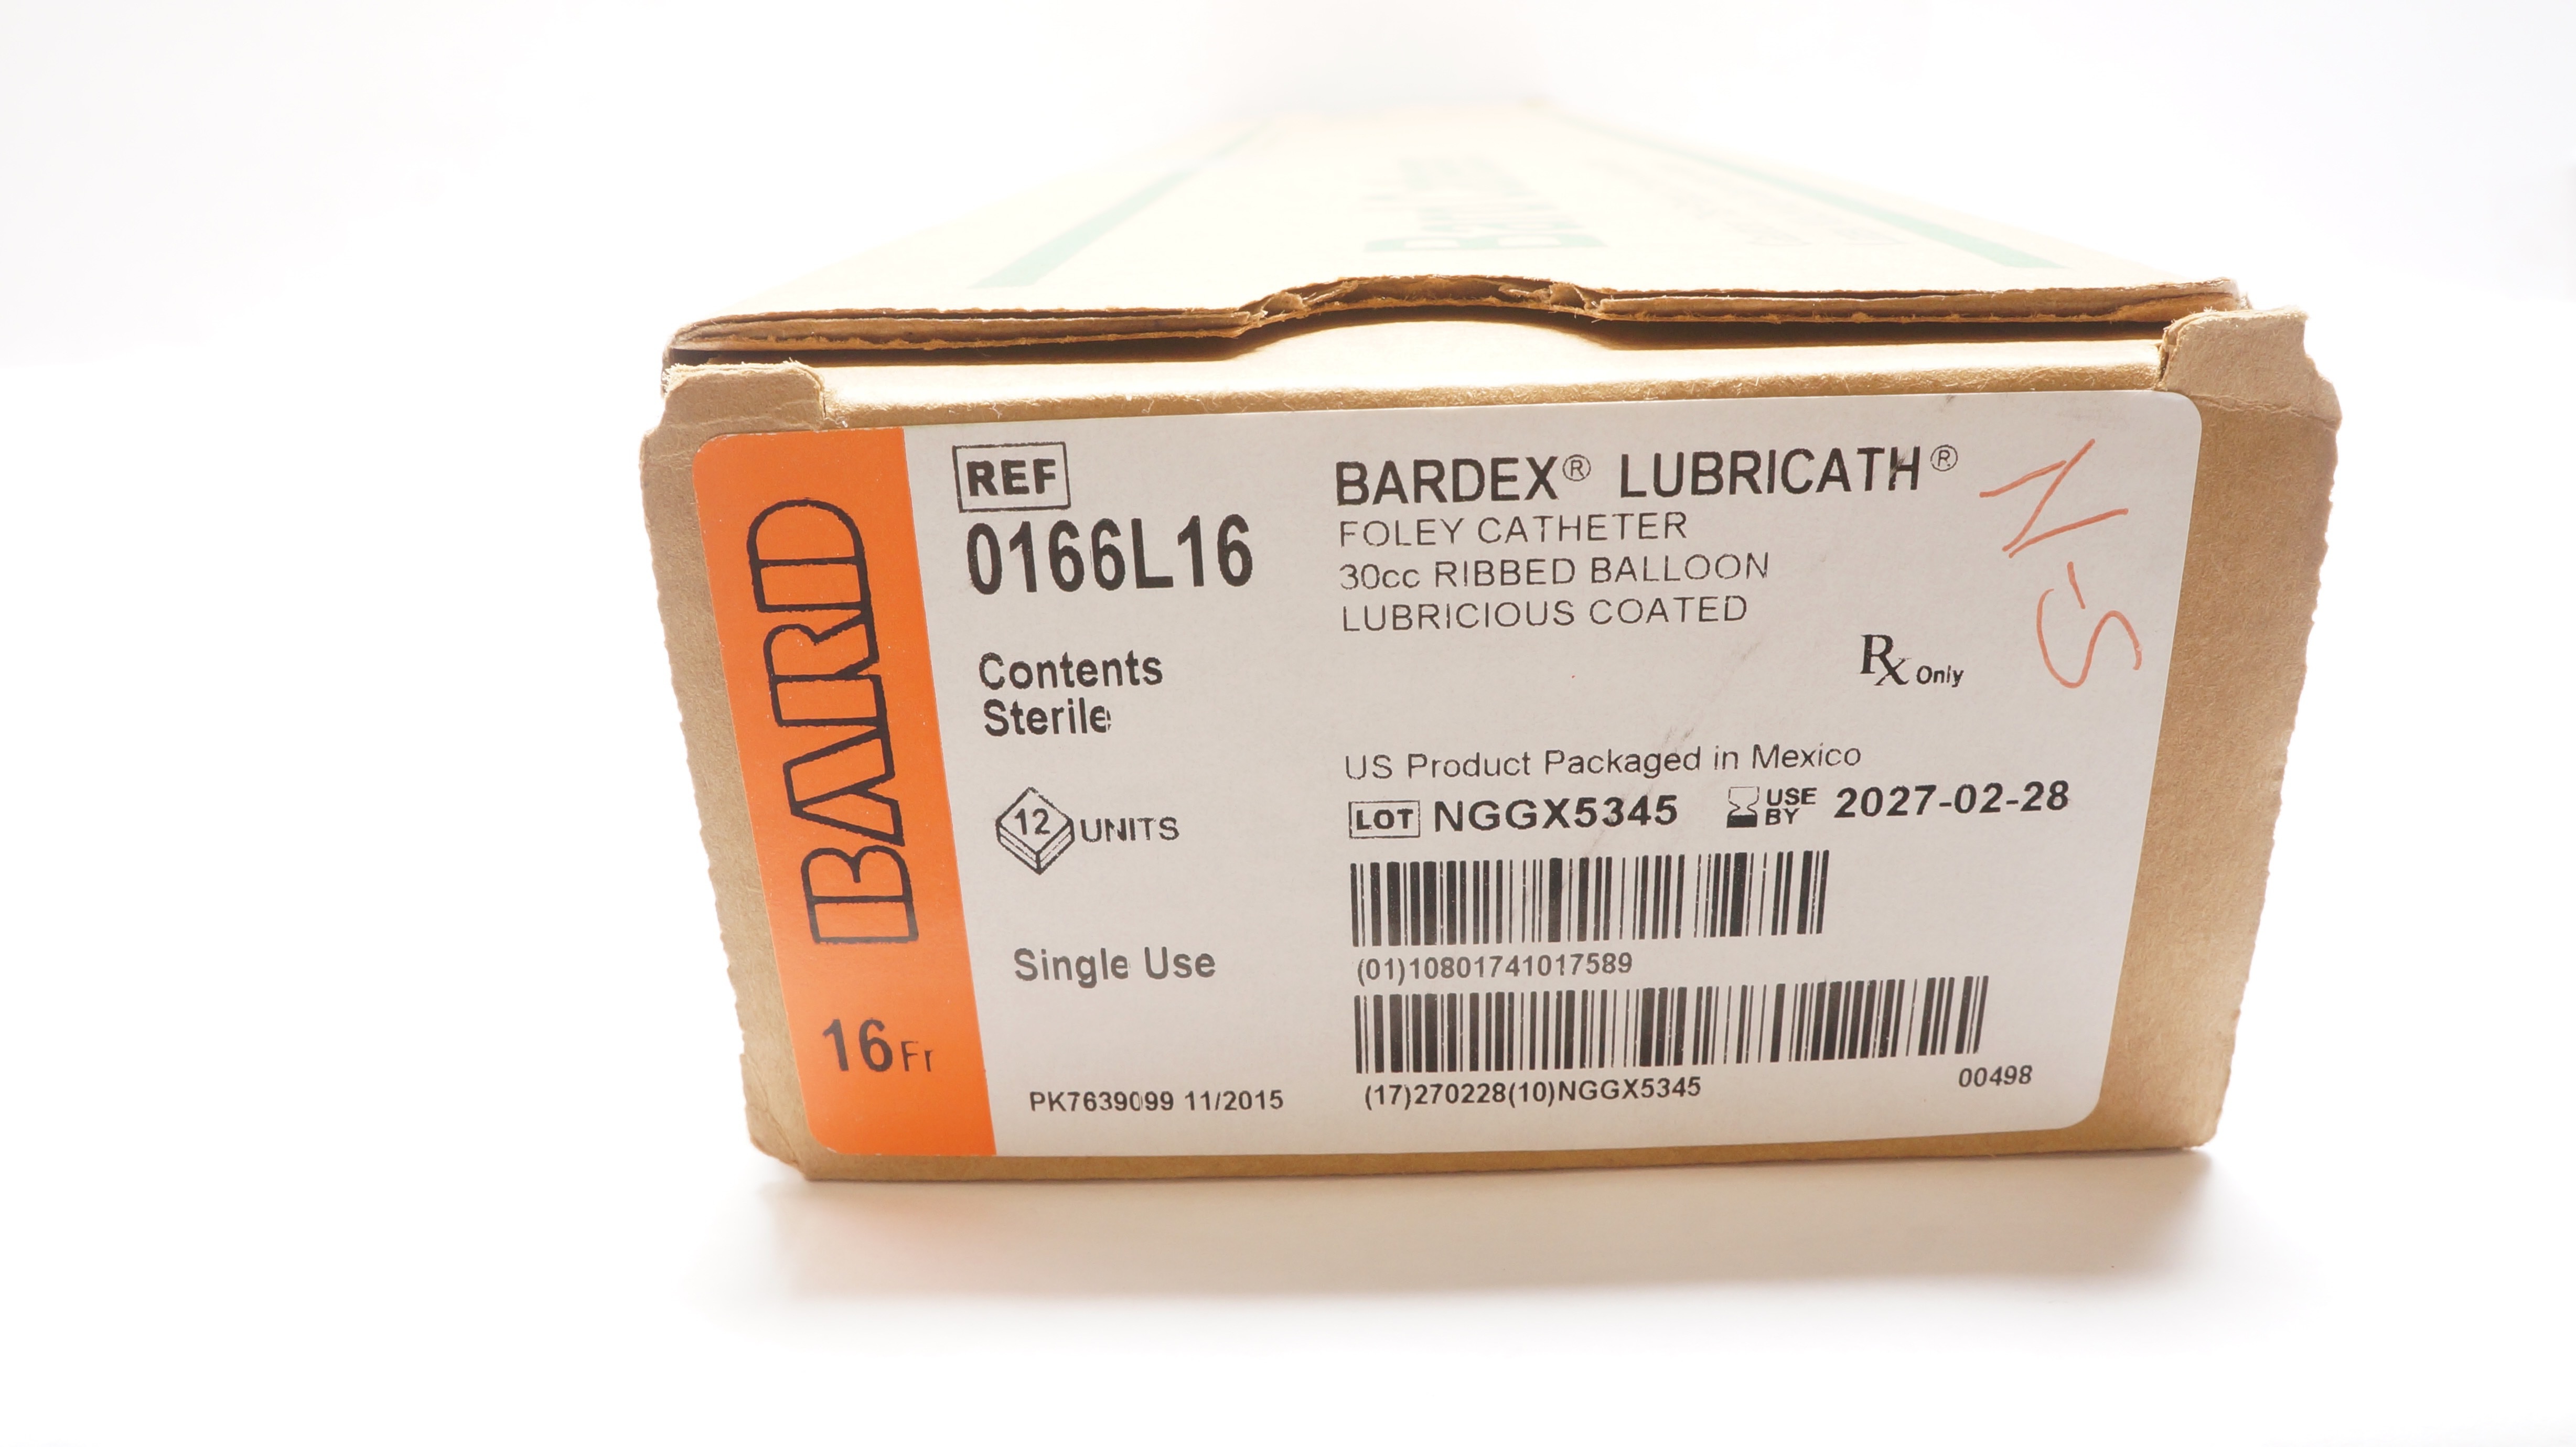 BARD
16 Fr
REF
0166L16
Contents
Sterile
12 UNITS
Single Use
PK7639099 11/2015
BARDEX® LUBRICATH®
FOLEY CATHETER
30cc RIBBED BALLOON
LUBRICIOUS COATED
Rx Only
US Product Packaged in Mexico
LOT NGGX5345 USE BY 2027-02-28
(01)10801741017589
(17)270228(10)NGGX5345
00498
N-S